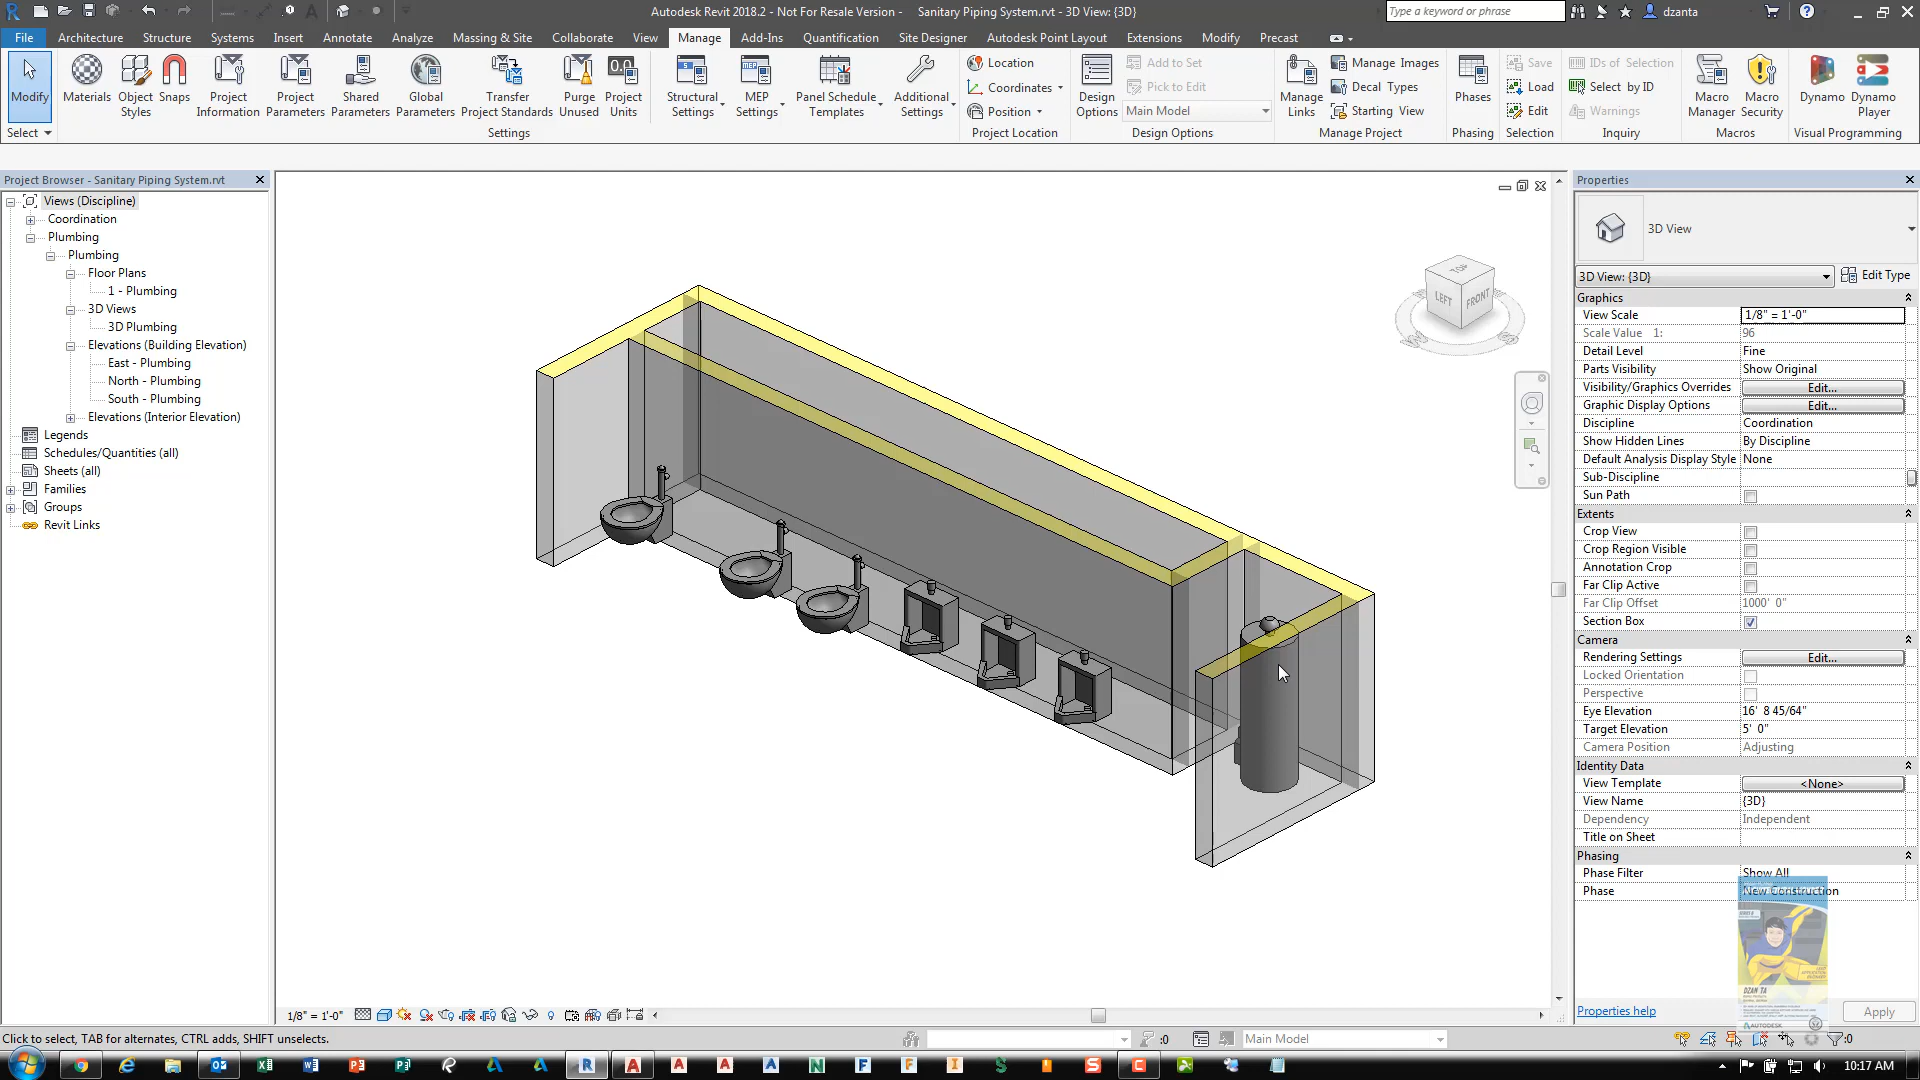 Autodesk Revit 2018.2 - Not For Resale Version -    Sanitary Piping System.rvt - 3D View: {3D}
Type a keyword or phrase
dzanta
File Architecture Structure Systems Insert Annotate Analyze Massing & Site Collaborate View Manage Add-Ins Quantification Site Designer Autodesk Point Layout Extensions Modify Precast
Modify
Select
Materials
Object Styles
Snaps
Project Information
Project Parameters
Shared Parameters
Global Parameters
Transfer Project Standards
Purge Unused
Project Units
Settings
Structural Settings
MEP Settings
Panel Schedule Templates
Additional Settings
Location
Coordinates
Position
Project Location
Design Options
Add to Set
Pick to Edit
Main Model
Design Options
Manage Links
Manage Images
Decal Types
Starting View
Manage Project
Phases
Phasing
Save
Load
Edit
Selection
IDs of Selection
Select by ID
Warnings
Inquiry
Macro Manager
Macro Security
Macros
Dynamo
Dynamo Player
Visual Programming
Project Browser - Sanitary Piping System.rvt
Views (Discipline)
Coordination
Plumbing
Plumbing
Floor Plans
1 - Plumbing
3D Views
3D Plumbing
Elevations (Building Elevation)
East - Plumbing
North - Plumbing
South - Plumbing
Elevations (Interior Elevation)
Legends
Schedules/Quantities (all)
Sheets (all)
Families
Groups
Revit Links
TOP
LEFT
FRONT
Properties
3D View
3D View: {3D}
Edit Type
Graphics
View Scale 1/8" = 1'-0"
Scale Value 1: 96
Detail Level Fine
Parts Visibility Show Original
Visibility/Graphics Overrides Edit...
Graphic Display Options Edit...
Discipline Coordination
Show Hidden Lines By Discipline
Default Analysis Display Style None
Sub-Discipline
Sun Path
Extents
Crop View
Crop Region Visible
Annotation Crop
Far Clip Active
Far Clip Offset 1000' 0"
Section Box
Camera
Rendering Settings Edit...
Locked Orientation
Perspective
Eye Elevation 16' 8 45/64"
Target Elevation 5' 0"
Camera Position Adjusting
Identity Data
View Template <None>
View Name {3D}
Dependency Independent
Title on Sheet
Phasing
Phase Filter Show All
Phase New Construction
DZAN TA
AUTODESK
Properties help
Apply
1/8" = 1'-0"
Click to select, TAB for alternates, CTRL adds, SHIFT unselects.
:0
Main Model
:0
10:17 AM